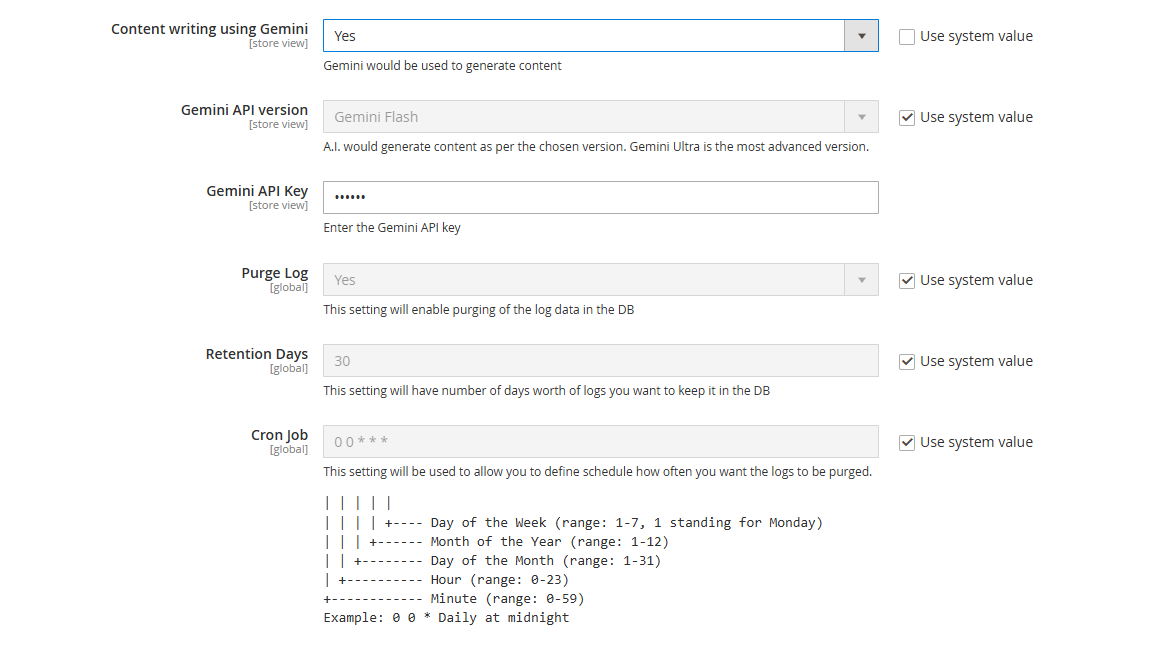 Content writing using Gemini
[store view]
Yes
Use system value
Gemini would be used to generate content
Gemini API version
[store view]
Gemini Flash
Use system value
A.I. would generate content as per the chosen version. Gemini Ultra is the most advanced version.
Gemini API Key
[store view]
••••••
Enter the Gemini API key
Purge Log
[global]
Yes
Use system value
This setting will enable purging of the log data in the DB
Retention Days
[global]
30
Use system value
This setting will have number of days worth of logs you want to keep it in the DB
Cron Job
[global]
0 0 * * *
Use system value
This setting will be used to allow you to define schedule how often you want the logs to be purged.
| | | | |
| | | | +---- Day of the Week (range: 1-7, 1 standing for Monday)
| | | +------ Month of the Year (range: 1-12)
| | +-------- Day of the Month (range: 1-31)
| +---------- Hour (range: 0-23)
+------------ Minute (range: 0-59)
Example: 0 0 * Daily at midnight